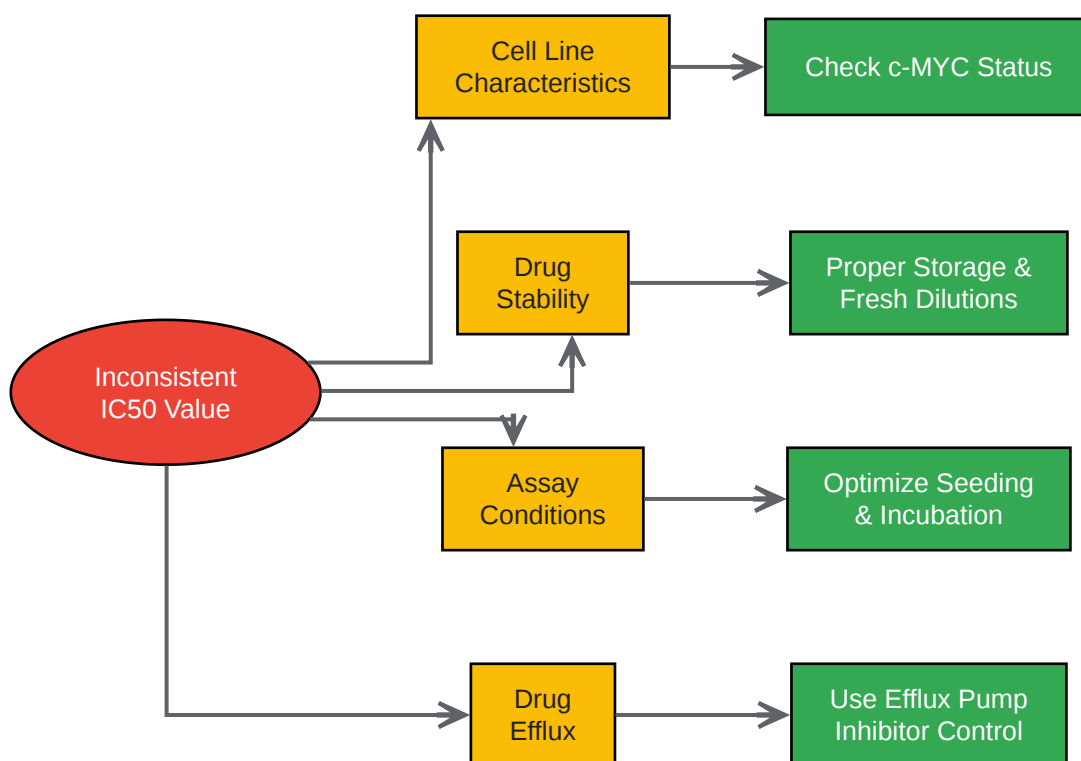 Cell Line
Characteristics
Check c-MYC Status
Drug
Stability
Proper Storage &
Fresh Dilutions
Inconsistent
IC50 Value
Assay
Conditions
Optimize Seeding
& Incubation
Drug
Efflux
Use Efflux Pump
Inhibitor Control